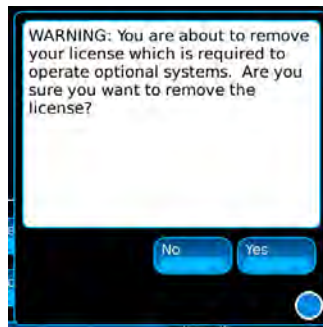 WARNING: You are about to remove
your license which is required to
operate optional systems.  Are you
sure you want to remove the
license?
No
Yes